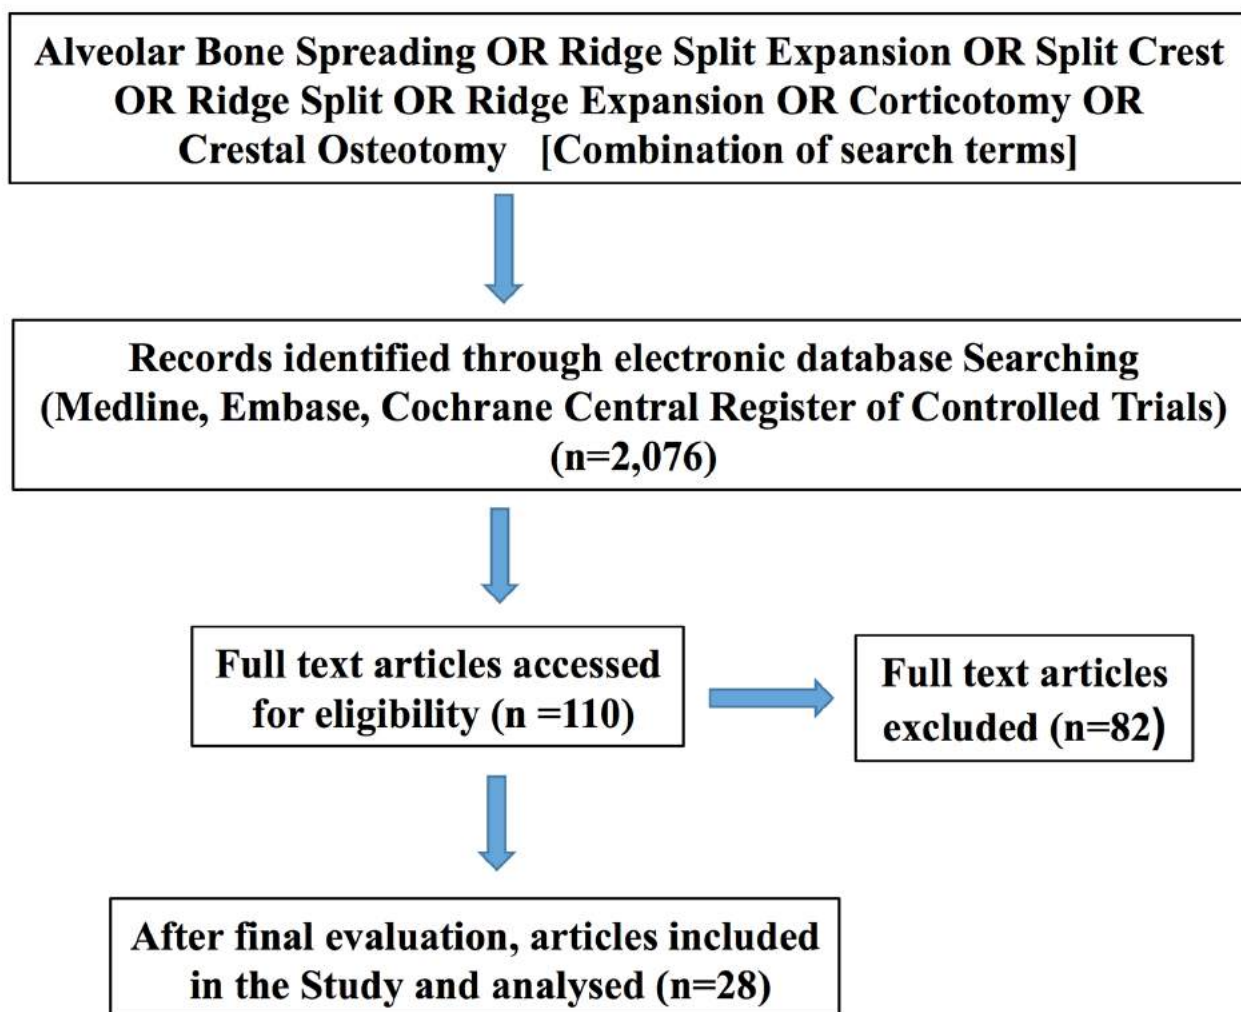 Alveolar Bone Spreading OR Ridge Split Expansion OR Split Crest
OR Ridge Split OR Ridge Expansion OR Corticotomy OR
Crestal Osteotomy [Combination of search terms]
Records identified through electronic database Searching
(Medline, Embase, Cochrane Central Register of Controlled Trials)
(n=2,076)
Full text articles accessed
for eligibility (n =110)
Full text articles
excluded (n=82)
After final evaluation, articles included
in the Study and analysed (n=28)